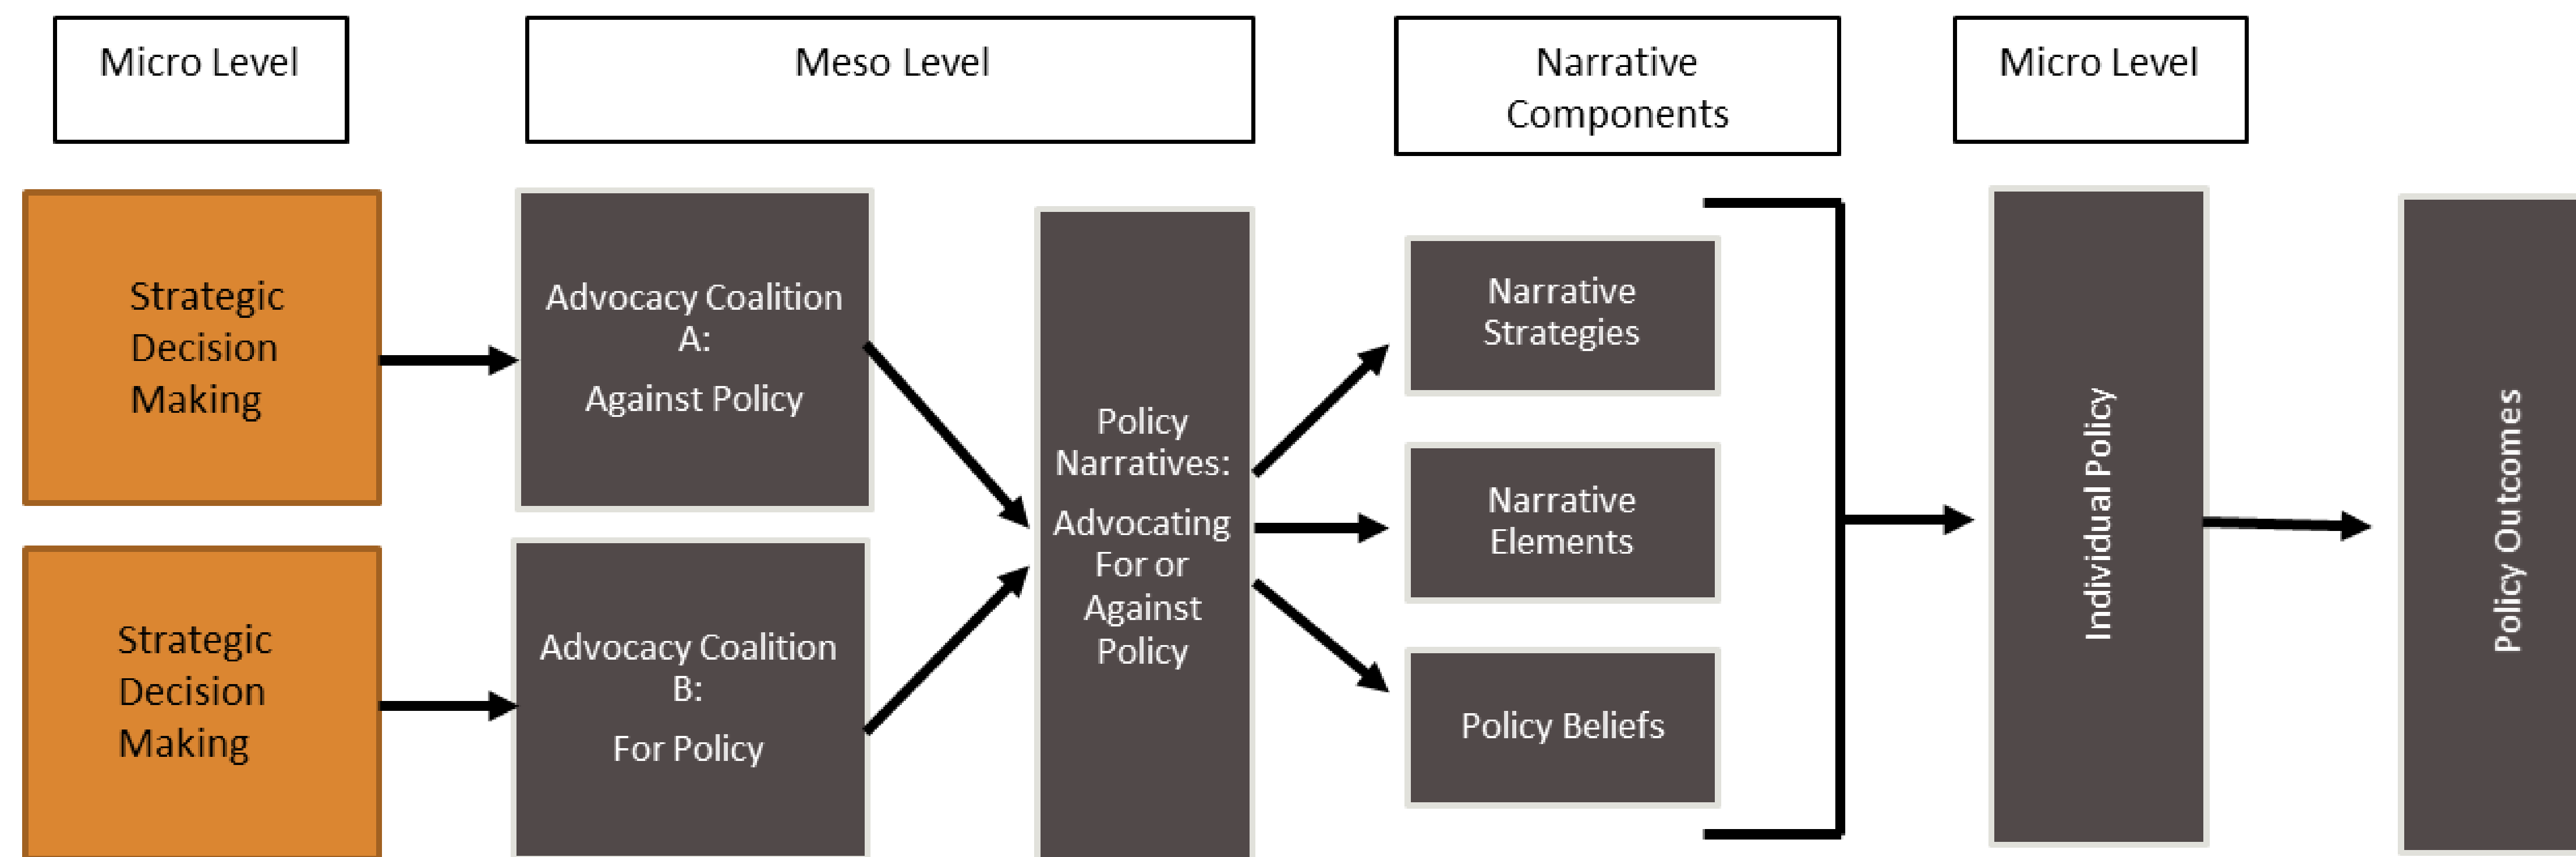 Micro Level
Meso Level
Narrative
Components
Micro Level
Strategic
Decision
Making
Advocacy Coalition
A:
Against Policy
Strategic
Decision
Making
Advocacy Coalition
B:
For Policy
Policy
Narratives:
Advocating
For or
Against
Policy
Narrative
Strategies
Narrative
Elements
Policy Beliefs
Individual Policy
Policy Outcomes